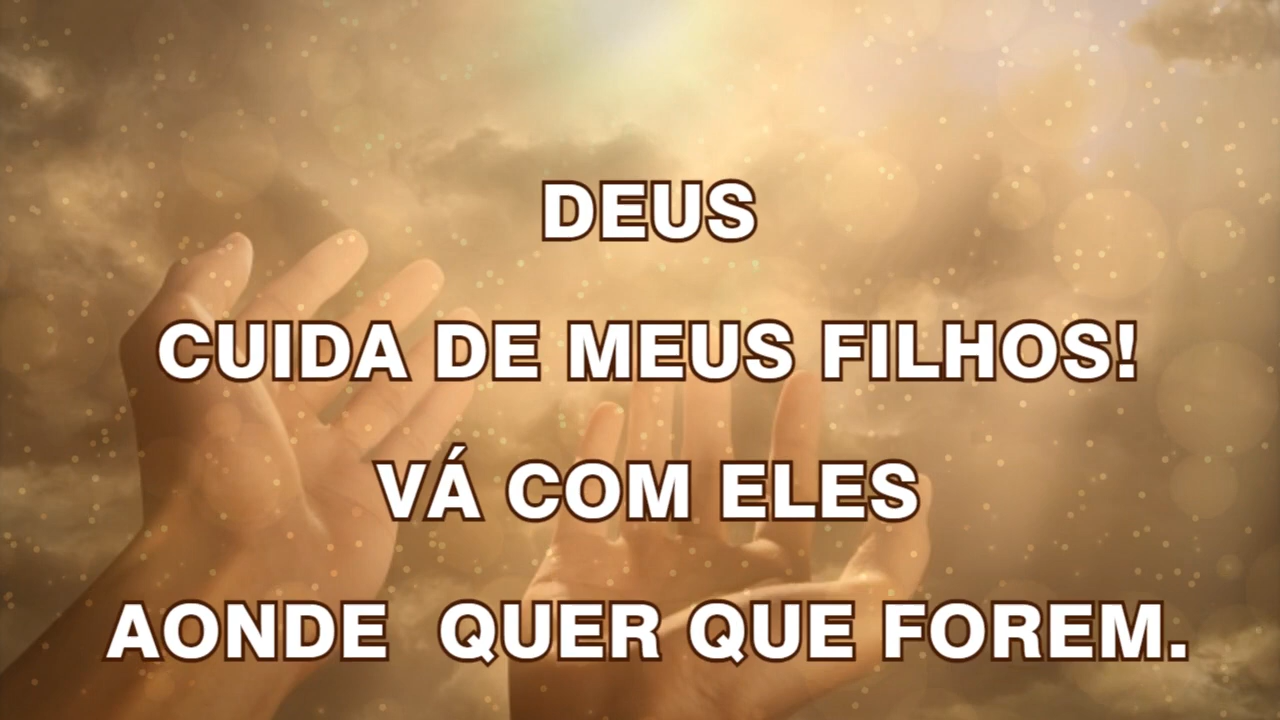 DEUS
CUIDA DE MEUS FILHOS!
VÁ COM ELES
AONDE QUER QUE FOREM.